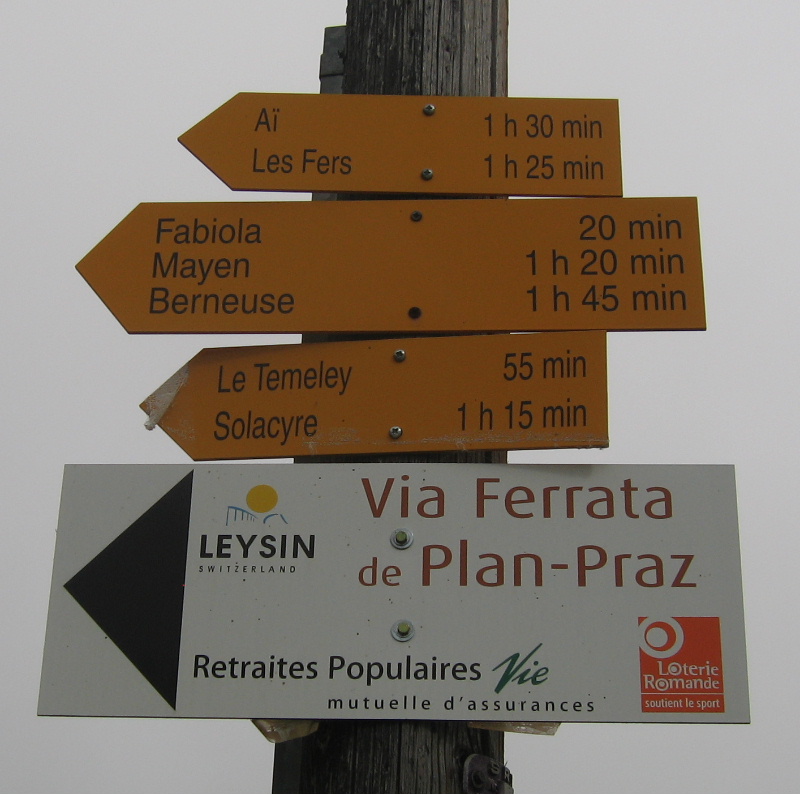 Aï 1 h 30 min
Les Fers 1 h 25 min
Fabiola 20 min
Mayen 1 h 20 min
Berneuse 1 h 45 min
Le Temeley 55 min
Solacyre 1 h 15 min
Via Ferrata
de Plan-Praz
LEYSIN
SWITZERLAND
Retraites Populaires Vie
mutuelle d'assurances
Loterie
Romande
soutient le sport